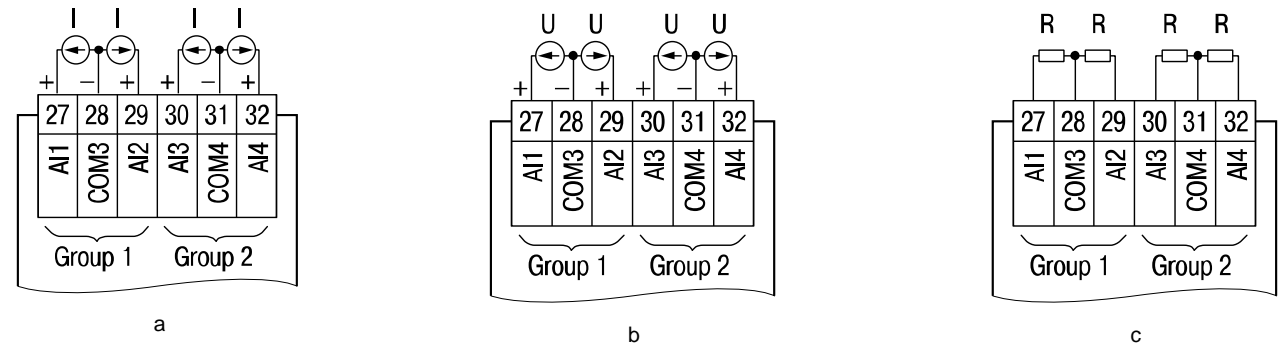 I I I I U U U U R R R R
+ − + + − + + − + + − +
27 28 29 30 31 32 27 28 29 30 31 32 27 28 29 30 31 32
AI1 COM3 AI2 AI3 COM4 AI4 AI1 COM3 AI2 AI3 COM4 AI4 AI1 COM3 AI2 AI3 COM4 AI4
Group 1 Group 2 Group 1 Group 2 Group 1 Group 2
a b c